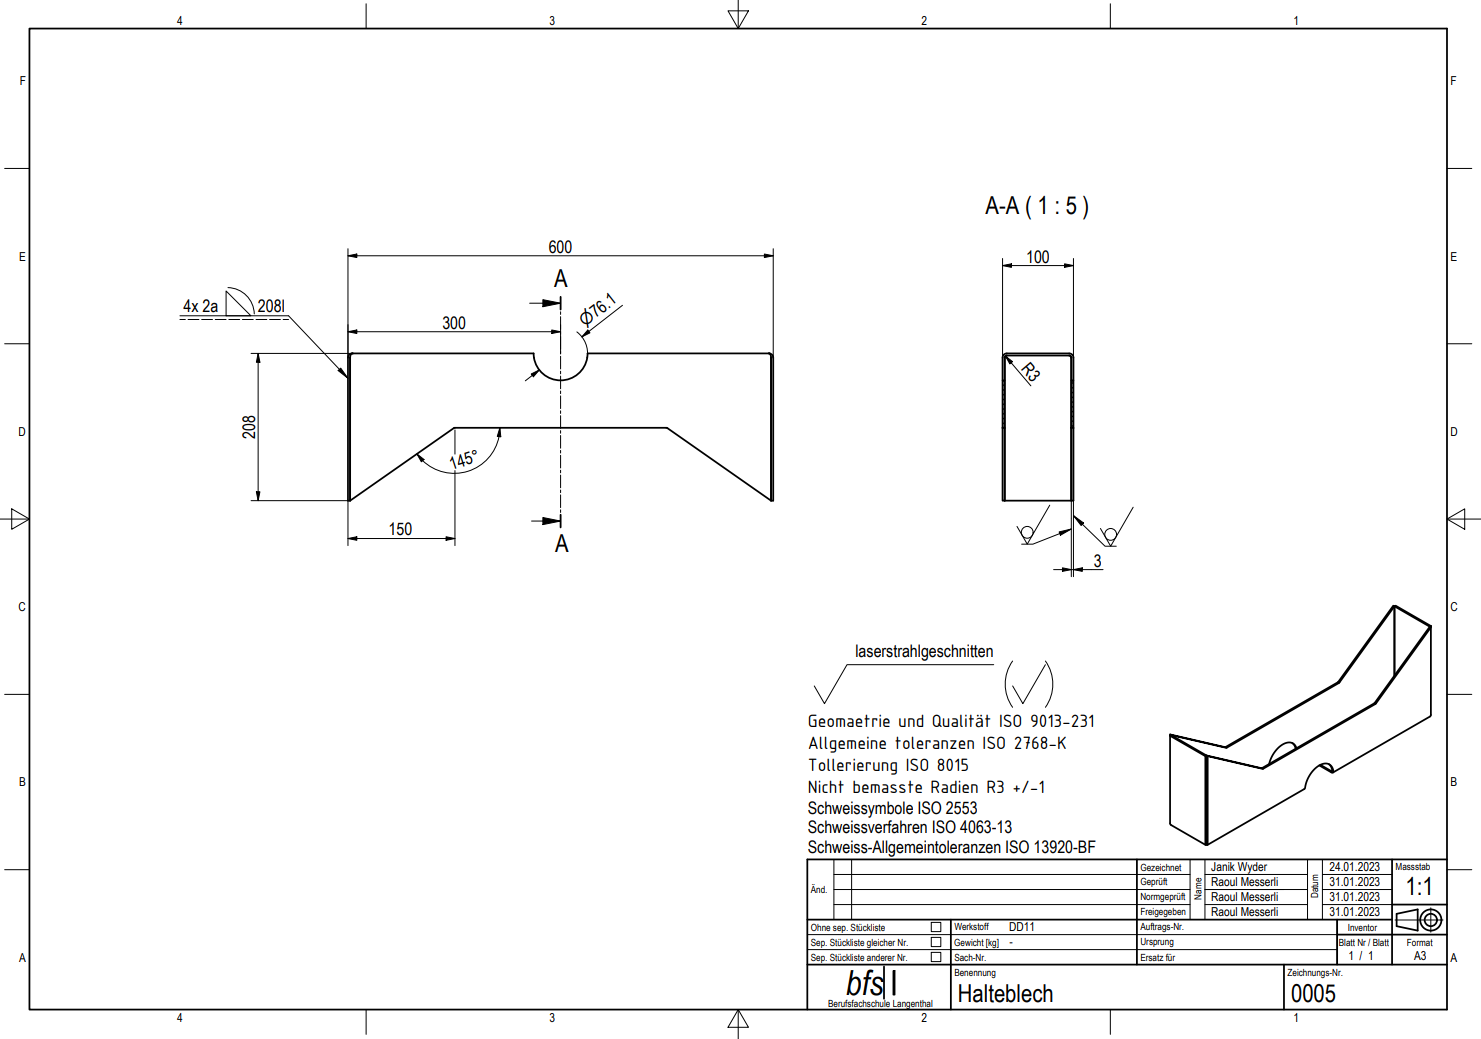 4 3 2 1
F F
E E
D D
C C
B B
A A
A-A ( 1 : 5 )
600
100
A
4x 2a 208l
300
Ø76.1
R3
208
145°
150
A
3
laserstrahlgeschnitten
Geomaetrie und Qualität ISO 9013-231
Allgemeine toleranzen ISO 2768-K
Tollerierung ISO 8015
Nicht bemasste Radien R3 +/-1
Schweissymbole ISO 2553
Schweissverfahren ISO 4063-13
Schweiss-Allgemeintoleranzen ISO 13920-BF
Änd.
Gezeichnet Name Janik Wyder Datum 24.01.2023 Massstab
Geprüft Raoul Messerli 31.01.2023 1:1
Normgeprüft Raoul Messerli 31.01.2023
Freigegeben Raoul Messerli 31.01.2023
Ohne sep. Stückliste Werkstoff DD11 Auftrags-Nr. Inventor
Sep. Stückliste gleicher Nr. Gewicht [kg] - Ursprung Blatt Nr / Blatt Format
Sep. Stückliste anderer Nr. Sach-Nr. Ersatz für 1 / 1 A3
bfsl
Berufsfachschule Langenthal
Benennung
Halteblech
Zeichnungs-Nr.
0005
4 3 2 1